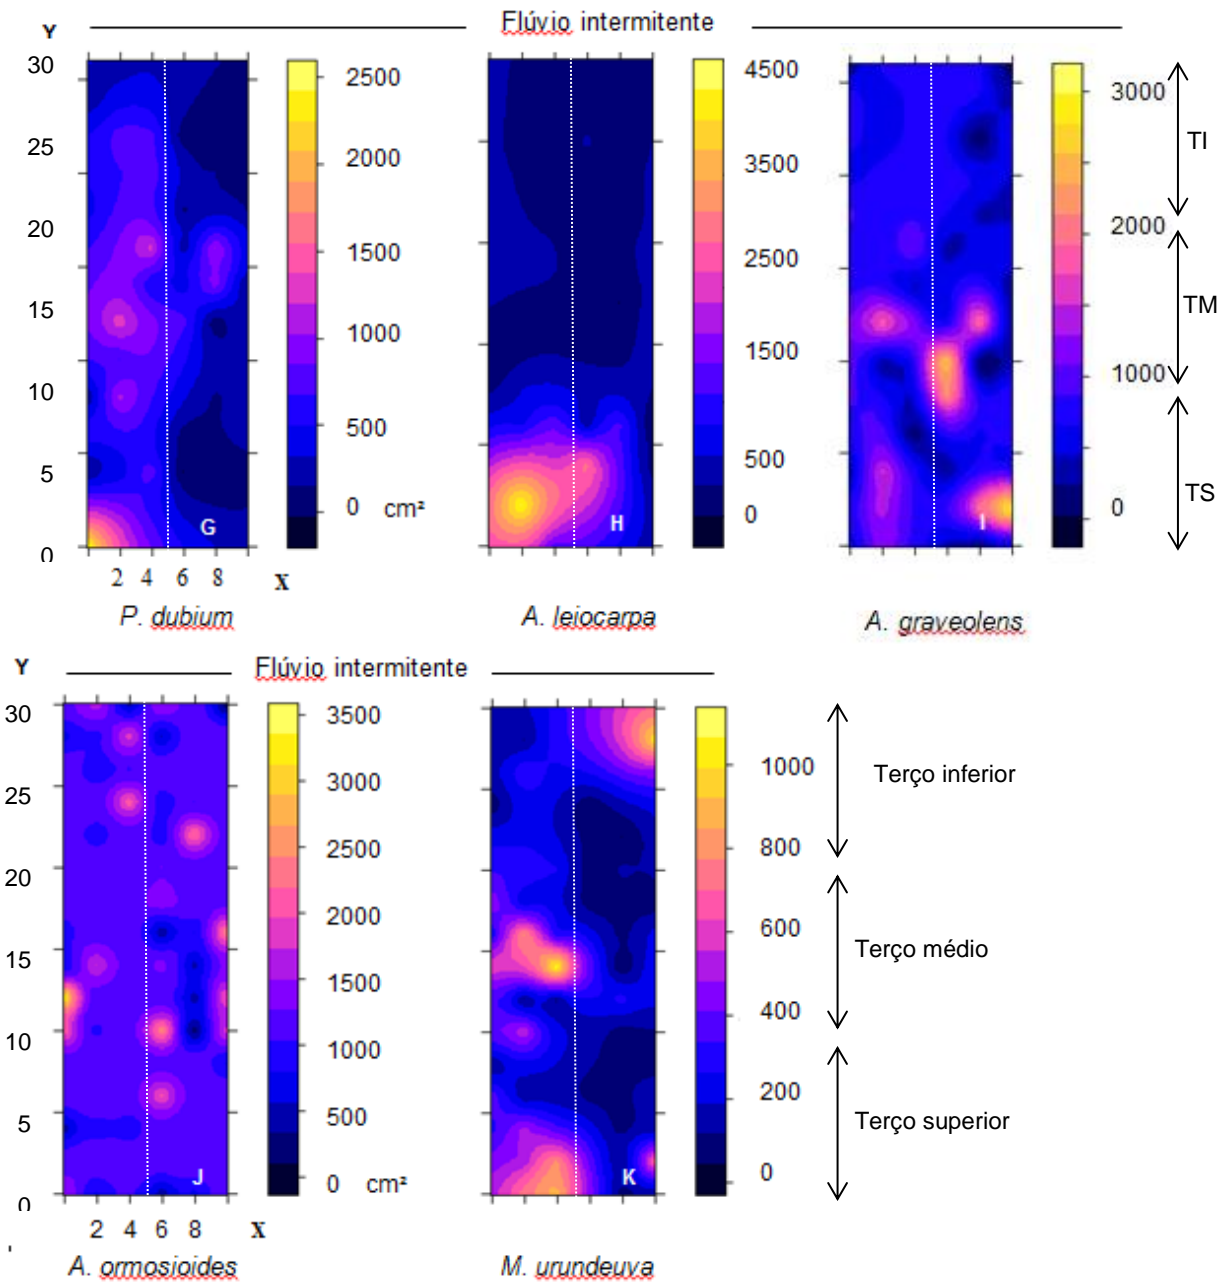 Flúvio intermitente
Y
30
25
20
15
10
5
0
2 4 6 8 X
2500
2000
1500
1000
500
0 cm²
G
P. dubium
4500
3500
2500
1500
500
0
H
A. leiocarpa
3000
2000
1000
0
I
A. graveolens
TI
TM
TS
Flúvio intermitente
Y
30
25
20
15
10
5
0
2 4 6 8 X
3500
3000
2500
2000
1500
1000
500
0 cm²
J
A. ormosioides
1000
800
600
400
200
0
K
M. urundeuva
Terço inferior
Terço médio
Terço superior